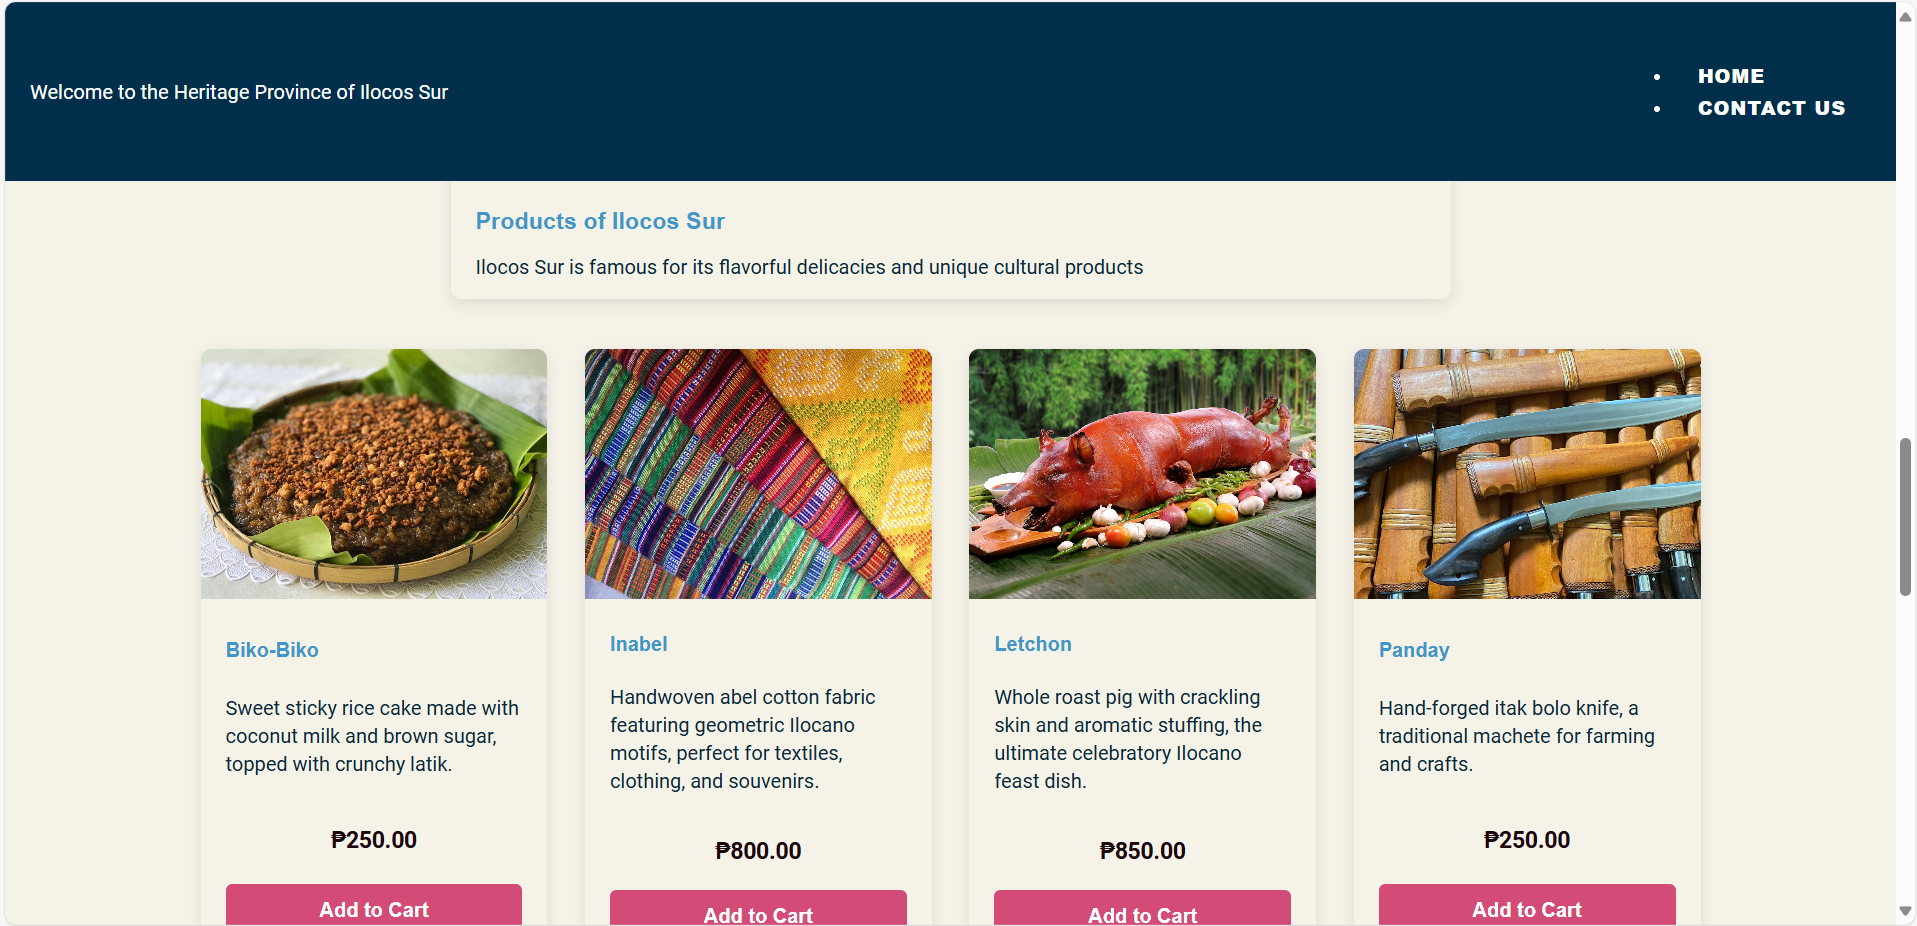 Welcome to the Heritage Province of Ilocos Sur
HOME
CONTACT US
Products of Ilocos Sur
Ilocos Sur is famous for its flavorful delicacies and unique cultural products
Biko-Biko
Sweet sticky rice cake made with
coconut milk and brown sugar,
topped with crunchy latik.
₱250.00
Add to Cart
Inabel
Handwoven abel cotton fabric
featuring geometric Ilocano
motifs, perfect for textiles,
clothing, and souvenirs.
₱800.00
Add to Cart
Letchon
Whole roast pig with crackling
skin and aromatic stuffing, the
ultimate celebratory Ilocano
feast dish.
₱850.00
Add to Cart
Panday
Hand-forged itak bolo knife, a
traditional machete for farming
and crafts.
₱250.00
Add to Cart